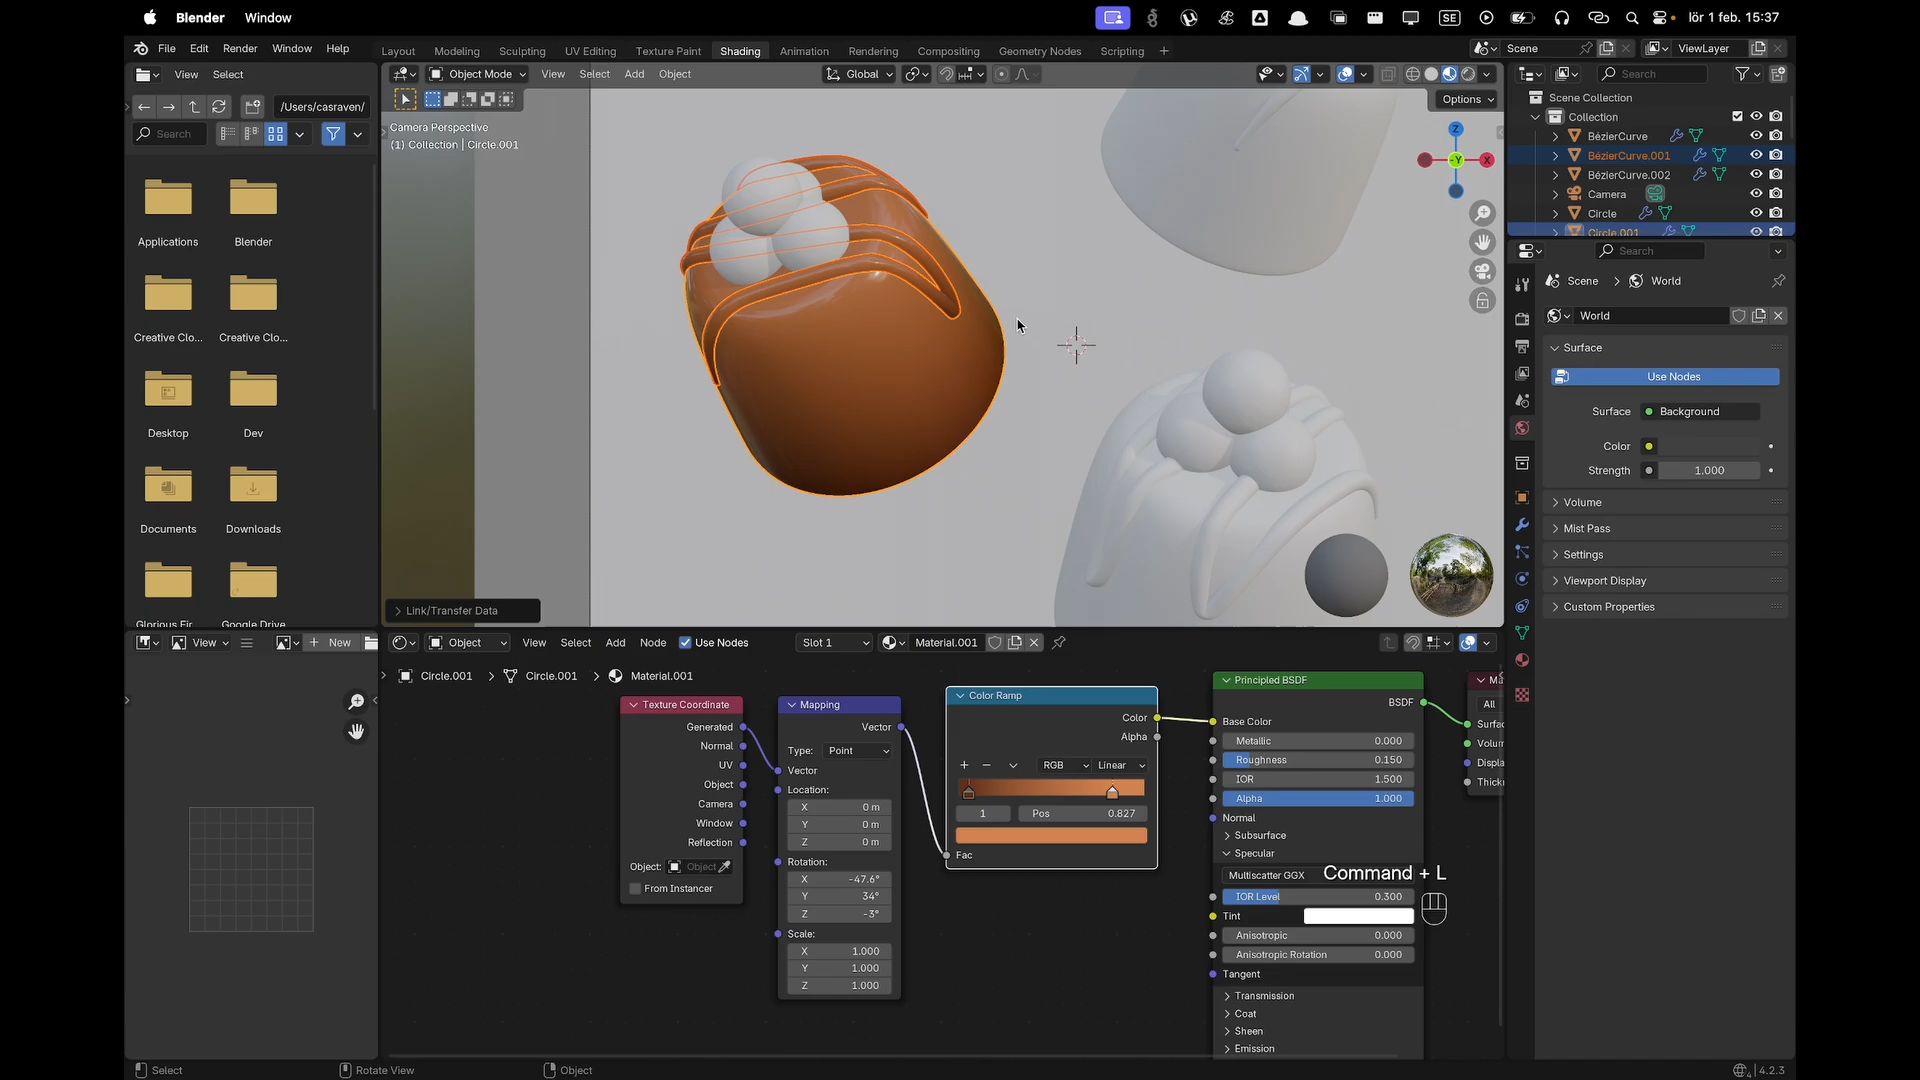 Blender Window SE lör 1 feb. 15:37
File Edit Render Window Help
Layout Modeling Sculpting UV Editing Texture Paint Shading Animation Rendering Compositing Geometry Nodes Scripting +
Scene ViewLayer
View Select
/Users/casraven/
Search
Applications Blender
Creative Clo... Creative Clo...
Desktop Dev
Documents Downloads
Glorious Fir... Google Drive
Object Mode View Select Add Object Global
Options
Camera Perspective
(1) Collection | Circle.001
Z
-Y X
Link/Transfer Data
Search
Scene Collection
Collection
BézierCurve
BézierCurve.001
BézierCurve.002
Camera
Circle
Circle.001
Search
Scene > World
World
Surface
Use Nodes
Surface Background
Color
Strength 1.000
Volume
Mist Pass
Settings
Viewport Display
Custom Properties
View + New
Object View Select Add Node Use Nodes Slot 1 Material.001
Circle.001 > Circle.001 > Material.001
Texture Coordinate
Generated
Normal
UV
Object
Camera
Window
Reflection
Object: Object
From Instancer
Mapping
Vector
Type: Point
Vector
Location:
X 0 m
Y 0 m
Z 0 m
Rotation:
X -47.6°
Y 34°
Z -3°
Scale:
X 1.000
Y 1.000
Z 1.000
Color Ramp
Color
Alpha
+ − RGB Linear
1 Pos 0.827
Fac
Principled BSDF
BSDF
Base Color
Metallic 0.000
Roughness 0.150
IOR 1.500
Alpha 1.000
Normal
Subsurface
Specular
Multiscatter GGX
IOR Level 0.300
Tint
Anisotropic 0.000
Anisotropic Rotation 0.000
Tangent
Transmission
Coat
Sheen
Emission
All
Surfac
Volum
Displa
Thickn
Command + L
Select Rotate View Object 4.2.3